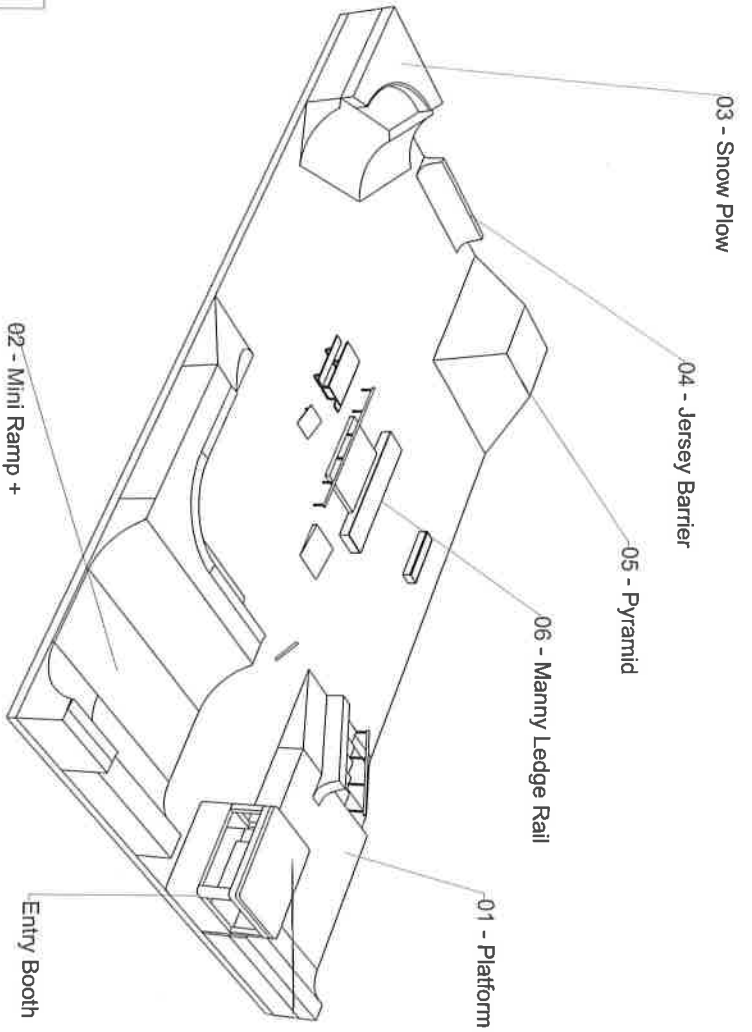 03 - Snow Plow
04 - Jersey Barrier
05 - Pyramid
06 - Manny Ledge Rail
01 - Platform
02 - Mini Ramp +
Entry Booth